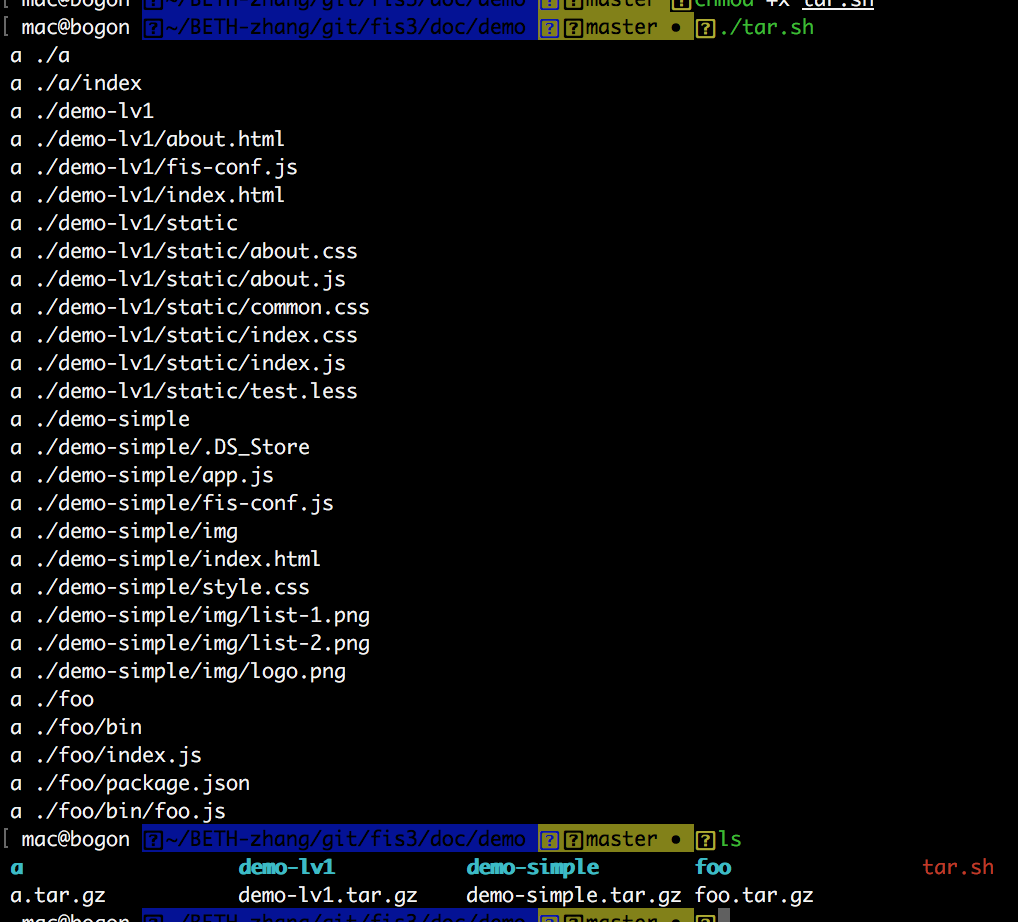 [ mac@bogon ~/BETH-zhang/git/fis3/doc/demo master chmod +x tar.sh
[ mac@bogon ~/BETH-zhang/git/fis3/doc/demo master • ./tar.sh
a ./a
a ./a/index
a ./demo-lv1
a ./demo-lv1/about.html
a ./demo-lv1/fis-conf.js
a ./demo-lv1/index.html
a ./demo-lv1/static
a ./demo-lv1/static/about.css
a ./demo-lv1/static/about.js
a ./demo-lv1/static/common.css
a ./demo-lv1/static/index.css
a ./demo-lv1/static/index.js
a ./demo-lv1/static/test.less
a ./demo-simple
a ./demo-simple/.DS_Store
a ./demo-simple/app.js
a ./demo-simple/fis-conf.js
a ./demo-simple/img
a ./demo-simple/index.html
a ./demo-simple/style.css
a ./demo-simple/img/list-1.png
a ./demo-simple/img/list-2.png
a ./demo-simple/img/logo.png
a ./foo
a ./foo/bin
a ./foo/index.js
a ./foo/package.json
a ./foo/bin/foo.js
[ mac@bogon ~/BETH-zhang/git/fis3/doc/demo master • ls
a demo-lv1 demo-simple foo tar.sh
a.tar.gz demo-lv1.tar.gz demo-simple.tar.gz foo.tar.gz
mac@bogon ~/BETH-zhang/git/fis3/doc/demo master •